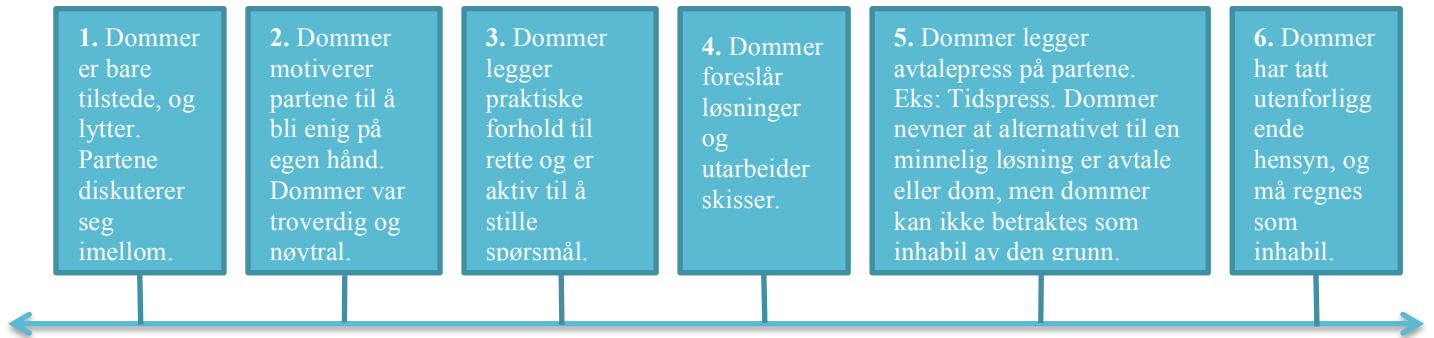 1. Dommer
er bare
tilstede, og
lytter.
Partene
diskuterer
seg
imellom.
2. Dommer
motiverer
partene til å
bli enig på
egen hånd.
Dommer var
troverdig og
nøytral.
3. Dommer
legger
praktiske
forhold til
rette og er
aktiv til å
stille
spørsmål.
4. Dommer
foreslår
løsninger
og
utarbeider
skisser.
5. Dommer legger
avtalepress på partene.
Eks: Tidspress. Dommer
nevner at alternativet til en
minnelig løsning er avtale
eller dom, men dommer
kan ikke betraktes som
inhabil av den grunn.
6. Dommer
har tatt
utenforligg
ende
hensyn, og
må regnes
som
inhabil.